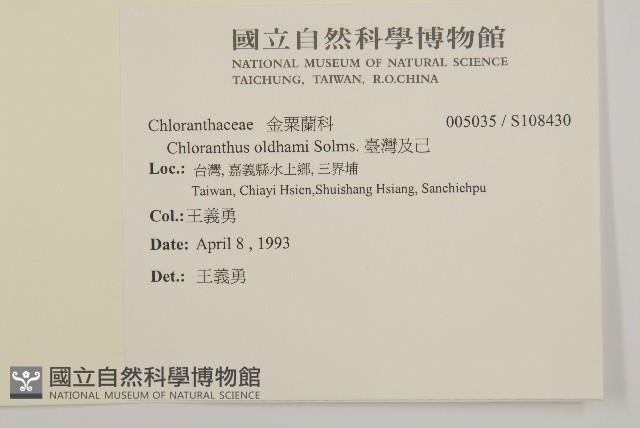 國立自然科學博物館
NATIONAL MUSEUM OF NATURAL SCIENCE
TAICHUNG, TAIWAN, R.O.CHINA
Chloranthaceae 金粟蘭科 005035 / S108430
Chloranthus oldhami Solms. 臺灣及己
Loc.: 台灣, 嘉義縣水上鄉, 三界埔
Taiwan, Chiayi Hsien,Shuishang Hsiang, Sanchiehpu
Col.: 王義勇
Date: April 8 , 1993
Det.: 王義勇
國立自然科學博物館
NATIONAL MUSEUM OF NATURAL SCIENCE